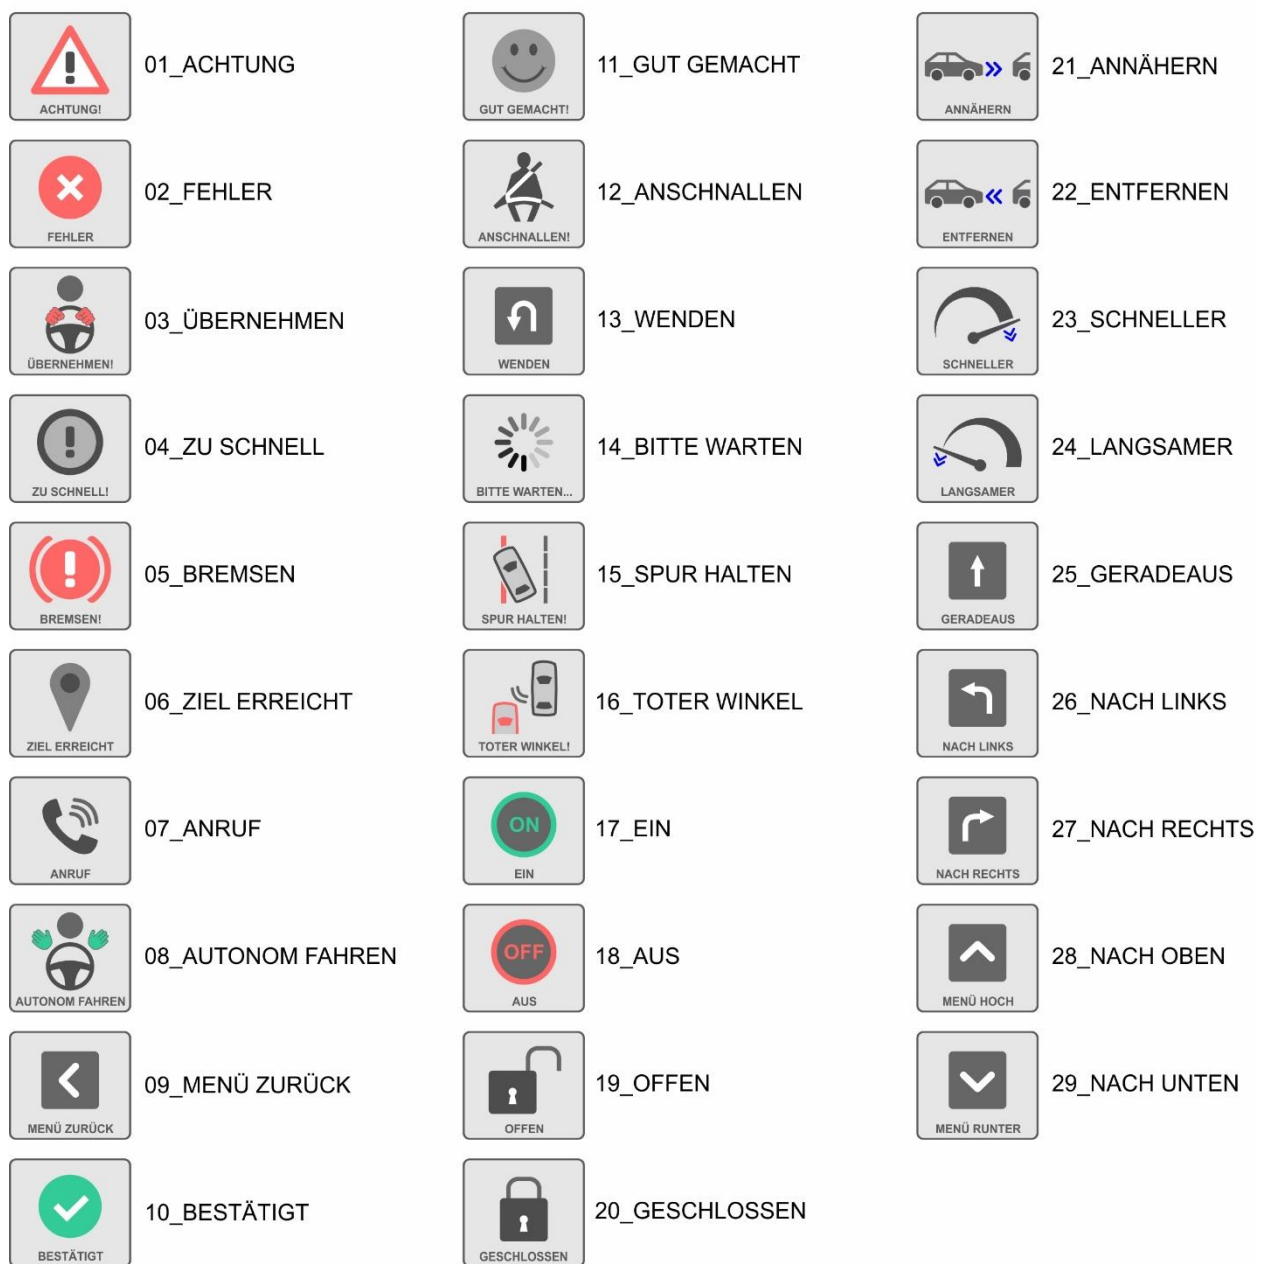 ACHTUNG!
01_ACHTUNG
FEHLER
02_FEHLER
ÜBERNEHMEN!
03_ÜBERNEHMEN
ZU SCHNELL!
04_ZU SCHNELL
BREMSEN!
05_BREMSEN
ZIEL ERREICHT
06_ZIEL ERREICHT
ANRUF
07_ANRUF
AUTONOM FAHREN
08_AUTONOM FAHREN
MENÜ ZURÜCK
09_MENÜ ZURÜCK
BESTÄTIGT
10_BESTÄTIGT
GUT GEMACHT!
11_GUT GEMACHT
ANSCHNALLEN!
12_ANSCHNALLEN
WENDEN
13_WENDEN
BITTE WARTEN...
14_BITTE WARTEN
SPUR HALTEN!
15_SPUR HALTEN
TOTER WINKEL!
16_TOTER WINKEL
ON
EIN
17_EIN
OFF
AUS
18_AUS
OFFEN
19_OFFEN
GESCHLOSSEN
20_GESCHLOSSEN
ANNÄHERN
21_ANNÄHERN
ENTFERNEN
22_ENTFERNEN
SCHNELLER
23_SCHNELLER
LANGSAMER
24_LANGSAMER
GERADEAUS
25_GERADEAUS
NACH LINKS
26_NACH LINKS
NACH RECHTS
27_NACH RECHTS
MENÜ HOCH
28_NACH OBEN
MENÜ RUNTER
29_NACH UNTEN